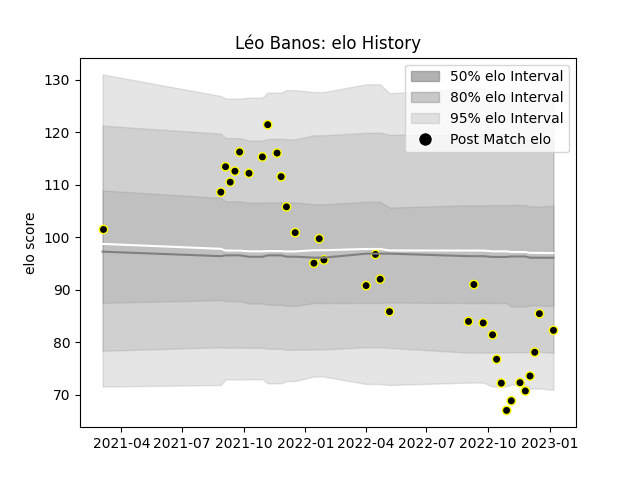 Léo Banos: elo History
50% elo Interval
80% elo Interval
95% elo Interval
Post Match elo
elo score
130
120
110
100
90
80
70
2021-04 2021-07 2021-10 2022-01 2022-04 2022-07 2022-10 2023-01